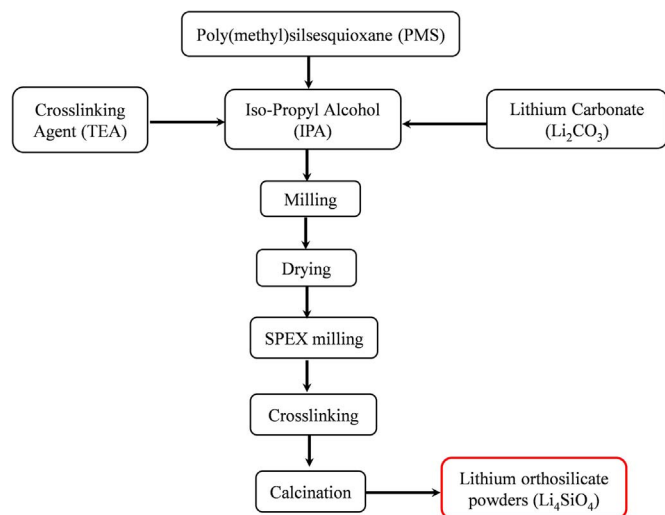 Poly(methyl)silsesquioxane (PMS)
Crosslinking
Agent (TEA)
Iso-Propyl Alcohol
(IPA)
Lithium Carbonate
(Li₂CO₃)
Milling
Drying
SPEX milling
Crosslinking
Calcination
Lithium orthosilicate
powders (Li₄SiO₄)